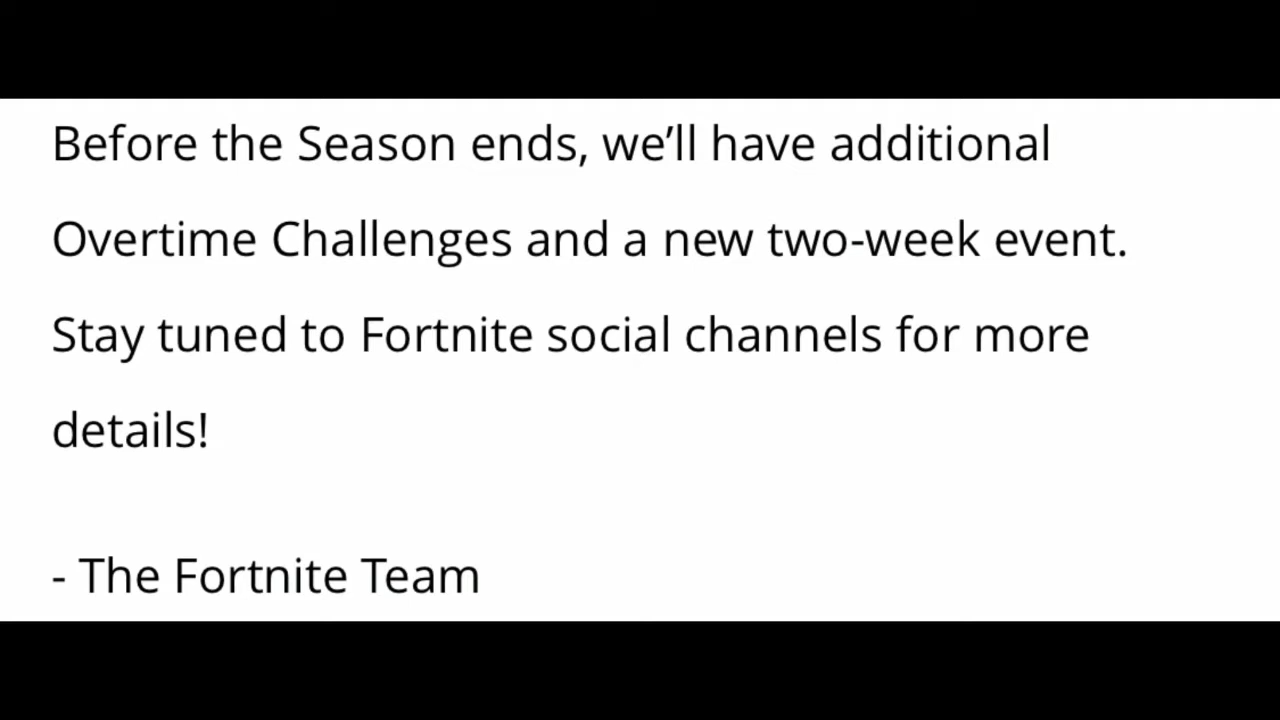 Before the Season ends, we’ll have additional
Overtime Challenges and a new two-week event.
Stay tuned to Fortnite social channels for more
details!
- The Fortnite Team